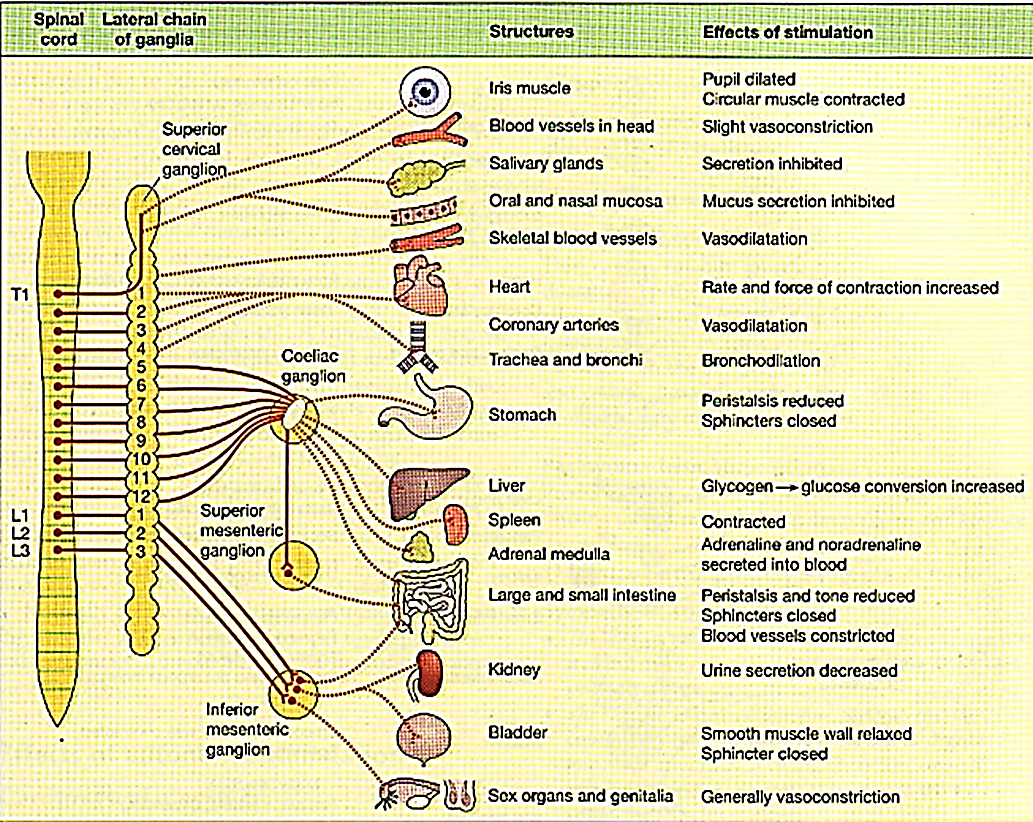 Spinal cord
Lateral chain of ganglia
Structures
Effects of stimulation
Superior
cervical
ganglion
T1
1
2
3
4
5
6
7
8
9
10
11
12
L1
1
L2
2
L3
3
Coeliac
ganglion
Superior
mesenteric
ganglion
Inferior
mesenteric
ganglion
Iris muscle
Pupil dilated
Circular muscle contracted
Blood vessels in head
Slight vasoconstriction
Salivary glands
Secretion inhibited
Oral and nasal mucosa
Mucus secretion inhibited
Skeletal blood vessels
Vasodilatation
Heart
Rate and force of contraction increased
Coronary arteries
Vasodilatation
Trachea and bronchi
Bronchodilation
Stomach
Peristalsis reduced
Sphincters closed
Liver
Glycogen → glucose conversion increased
Spleen
Contracted
Adrenal medulla
Adrenaline and noradrenaline
secreted into blood
Large and small intestine
Peristalsis and tone reduced
Sphincters closed
Blood vessels constricted
Kidney
Urine secretion decreased
Bladder
Smooth muscle wall relaxed
Sphincter closed
Sex organs and genitalia
Generally vasoconstriction